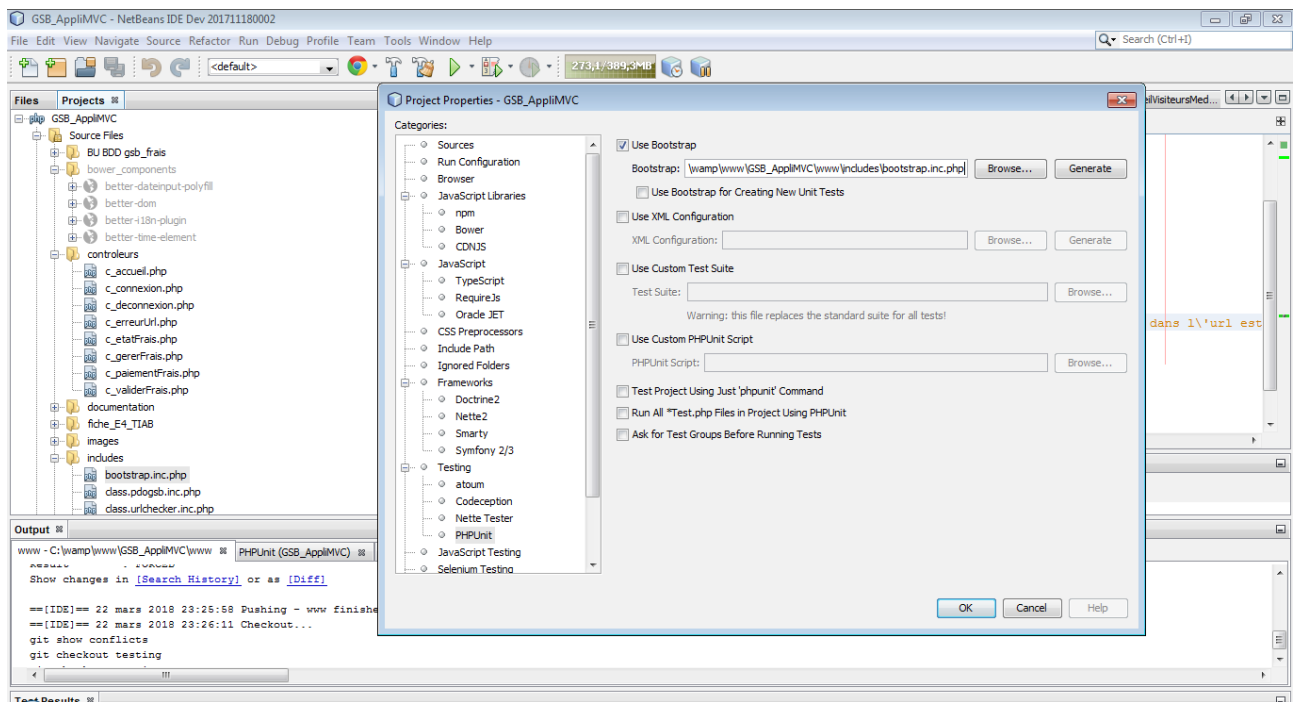 GSB_AppliMVC - NetBeans IDE Dev 201711180002
File Edit View Navigate Source Refactor Run Debug Profile Team Tools Window Help
Search (Ctrl+I)
<default>
273,1/389,3MB
Files Projects
GSB_AppliMVC
Source Files
BU BDD gsb_frais
bower_components
better-dateinput-polyfill
better-dom
better-i18n-plugin
better-time-element
controleurs
c_accueil.php
c_connexion.php
c_deconnexion.php
c_erreurUrl.php
c_etatFrais.php
c_gererFrais.php
c_paiementFrais.php
c_validerFrais.php
documentation
fiche_E4_TIAB
images
includes
bootstrap.inc.php
class.pdogsb.inc.php
class.urlchecker.inc.php
Project Properties - GSB_AppliMVC
Categories:
Sources
Run Configuration
Browser
JavaScript Libraries
npm
Bower
CDNJS
JavaScript
TypeScript
RequireJs
Oracle JET
CSS Preprocessors
Include Path
Ignored Folders
Frameworks
Doctrine2
Nette2
Smarty
Symfony 2/3
Testing
atoum
Codeception
Nette Tester
PHPUnit
JavaScript Testing
Selenium Testing
Use Bootstrap
Bootstrap: \wamp\www\GSB_AppliMVC\www\includes\bootstrap.inc.php Browse... Generate
Use Bootstrap for Creating New Unit Tests
Use XML Configuration
XML Configuration: Browse... Generate
Use Custom Test Suite
Test Suite: Browse...
Warning: this file replaces the standard suite for all tests!
Use Custom PHPUnit Script
PHPUnit Script: Browse...
Test Project Using Just 'phpunit' Command
Run All *Test.php Files in Project Using PHPUnit
Ask for Test Groups Before Running Tests
OK Cancel Help
eilVisiteursMed...
dans l\'url est
Output
www - C:\wamp\www\GSB_AppliMVC\www PHPUnit (GSB_AppliMVC)
Show changes in [Search History] or as [Diff]
==[IDE]== 22 mars 2018 23:25:58 Pushing - www finishe
==[IDE]== 22 mars 2018 23:26:11 Checkout...
git show conflicts
git checkout testing
Test Results